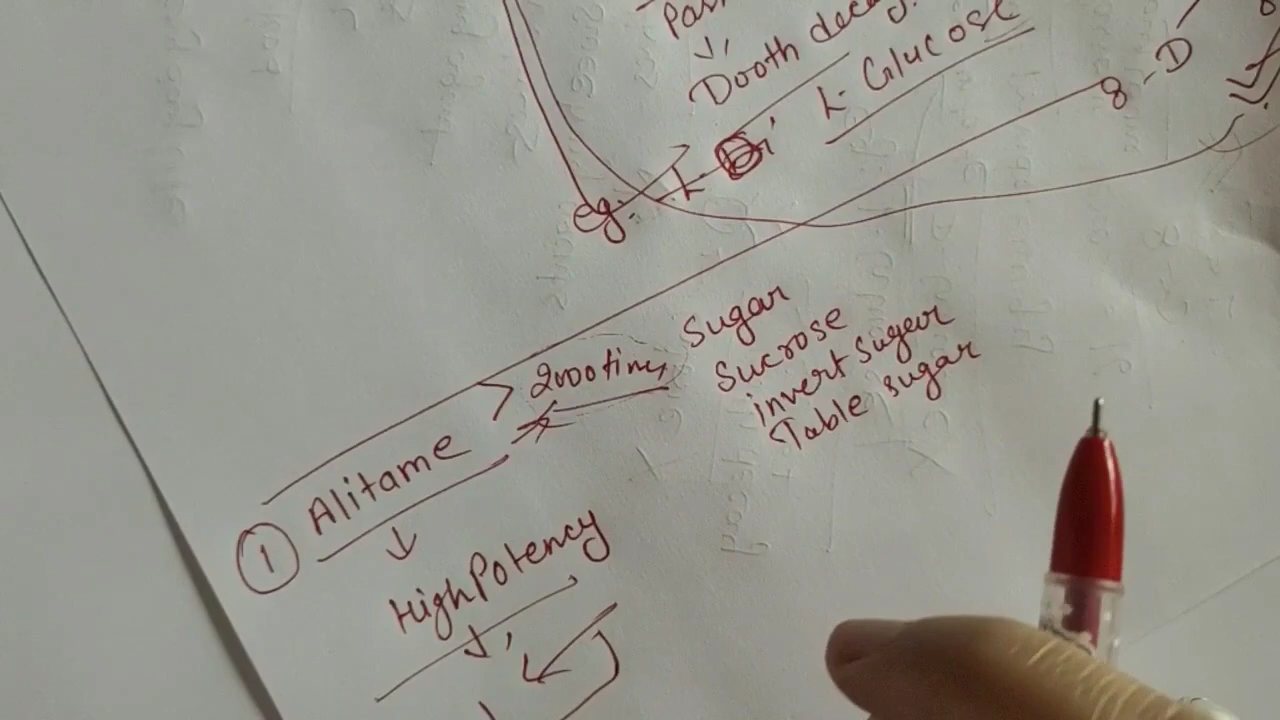 Dooth decay
eg:- L-
L-Glucose
8-D
① Alitame > 2000 times
Sugar
Sucrose
invert sugar
Table sugar
High Potency